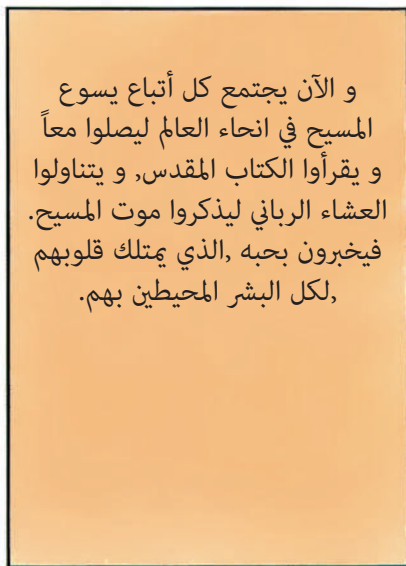 و الآن يجتمع كل أتباع يسوع
المسيح في انحاء العالم ليصلوا معاً
و يقرأوا الكتاب المقدس, و يتناولوا
العشاء الرباني ليذكروا موت المسيح.
فيخبرون بحبه ,الذي يمتلك قلوبهم
,لكل البشر المحيطين بهم.